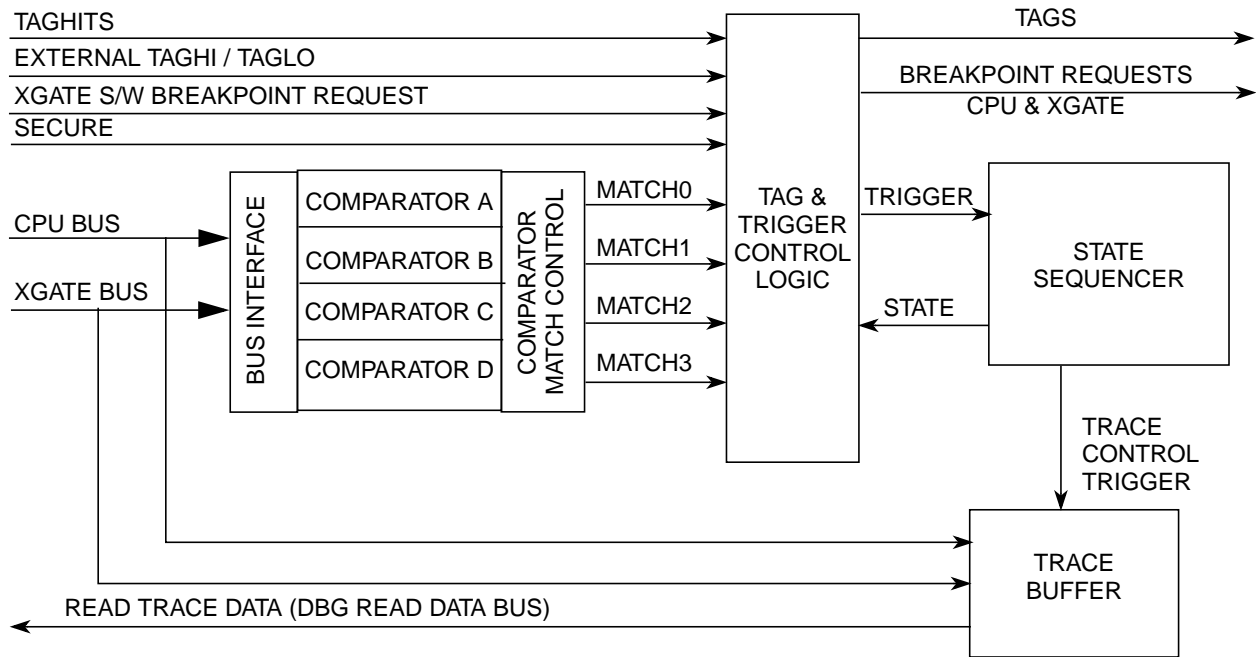 TAGHITS
TAGS
EXTERNAL TAGHI / TAGLO
BREAKPOINT REQUESTS
CPU & XGATE
XGATE S/W BREAKPOINT REQUEST
SECURE
CPU BUS
XGATE BUS
BUS INTERFACE
COMPARATOR A
COMPARATOR B
COMPARATOR C
COMPARATOR D
COMPARATOR
MATCH CONTROL
MATCH0
MATCH1
MATCH2
MATCH3
TAG &
TRIGGER
CONTROL
LOGIC
TRIGGER
STATE
STATE
SEQUENCER
TRACE
CONTROL
TRIGGER
TRACE
BUFFER
READ TRACE DATA (DBG READ DATA BUS)